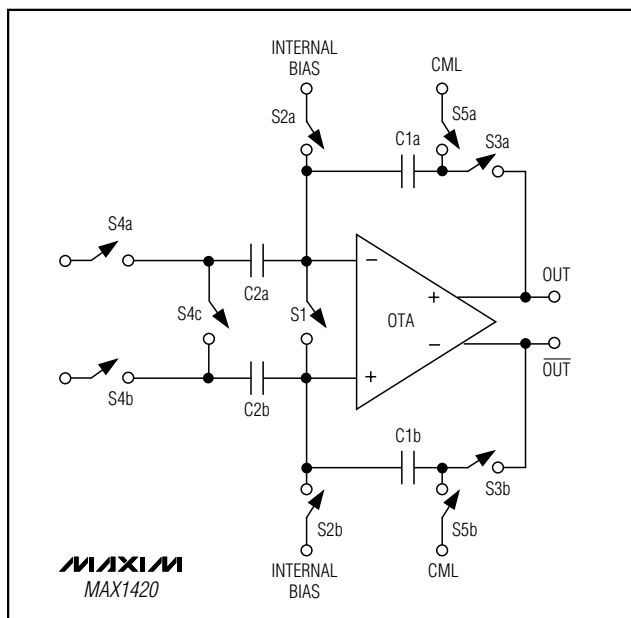 INTERNAL
BIAS
CML
S2a
S5a
C1a
S3a
S4a
C2a
S4c
S1
−
+
OTA
−
+
OUT
OUT
S4b
C2b
C1b
S3b
S2b
S5b
INTERNAL
BIAS
CML
MAXIM
MAX1420